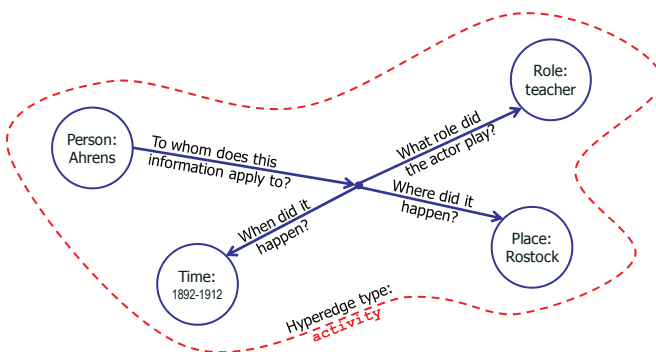 Role:
teacher
Person:
Ahrens
To whom does this
information apply to?
What role did
the actor play?
Where did it
happen?
When did it
happen?
Place:
Rostock
Time:
1892-1912
Hyperedge type:
activity